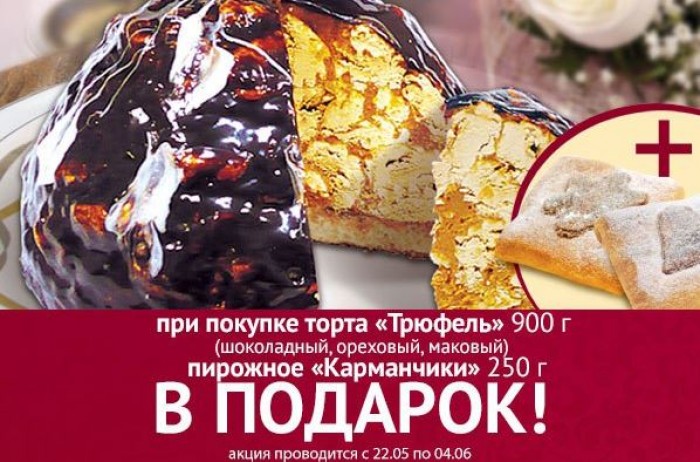 при покупке торта «Трюфель» 900 г
(шоколадный, ореховый, маковый)
пирожное «Карманчики» 250 г
В ПОДАРОК!
акция проводится с 22.05 по 04.06